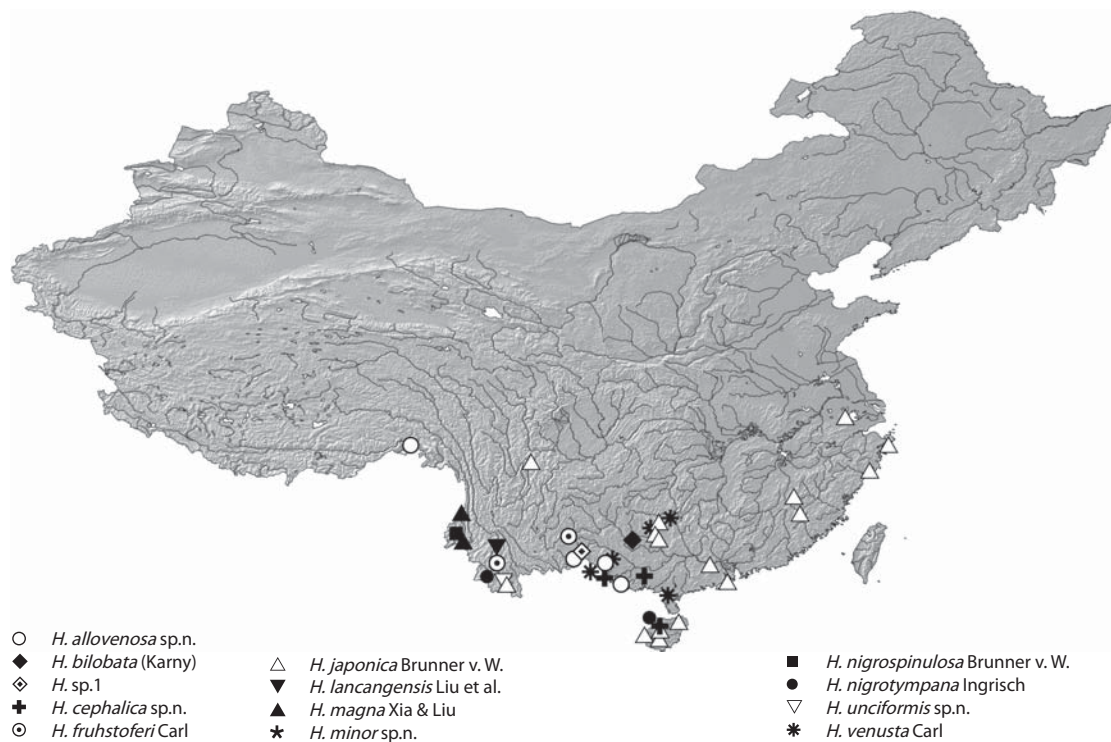 H. allovenosa sp.n.
H. bilobata (Karny)
H. sp.1
H. cephalica sp.n.
H. fruhstoferi Carl
H. japonica Brunner v. W.
H. lancangensis Liu et al.
H. magna Xia & Liu
H. minor sp.n.
H. nigrospinulosa Brunner v. W.
H. nigrotympana Ingrisch
H. unciformis sp.n.
H. venusta Carl